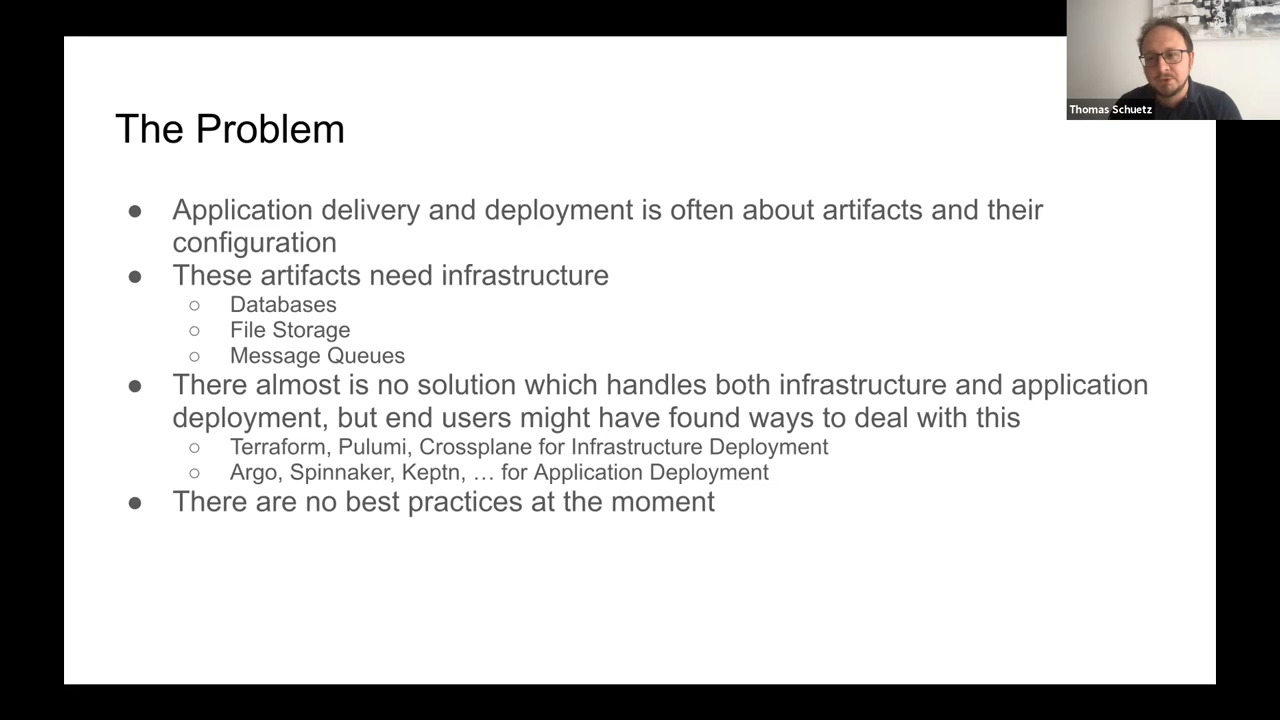 Thomas Schuetz
The Problem
● Application delivery and deployment is often about artifacts and their
configuration
● These artifacts need infrastructure
○ Databases
○ File Storage
○ Message Queues
● There almost is no solution which handles both infrastructure and application
deployment, but end users might have found ways to deal with this
○ Terraform, Pulumi, Crossplane for Infrastructure Deployment
○ Argo, Spinnaker, Keptn, … for Application Deployment
● There are no best practices at the moment